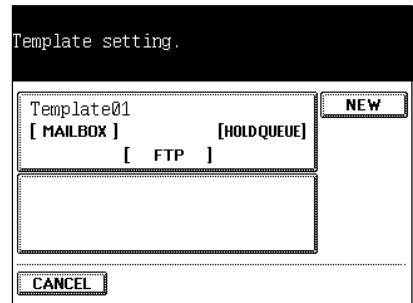 Template setting.
Template01
NEW
[ MAILBOX ] [HOLD QUEUE]
[ FTP ]
CANCEL